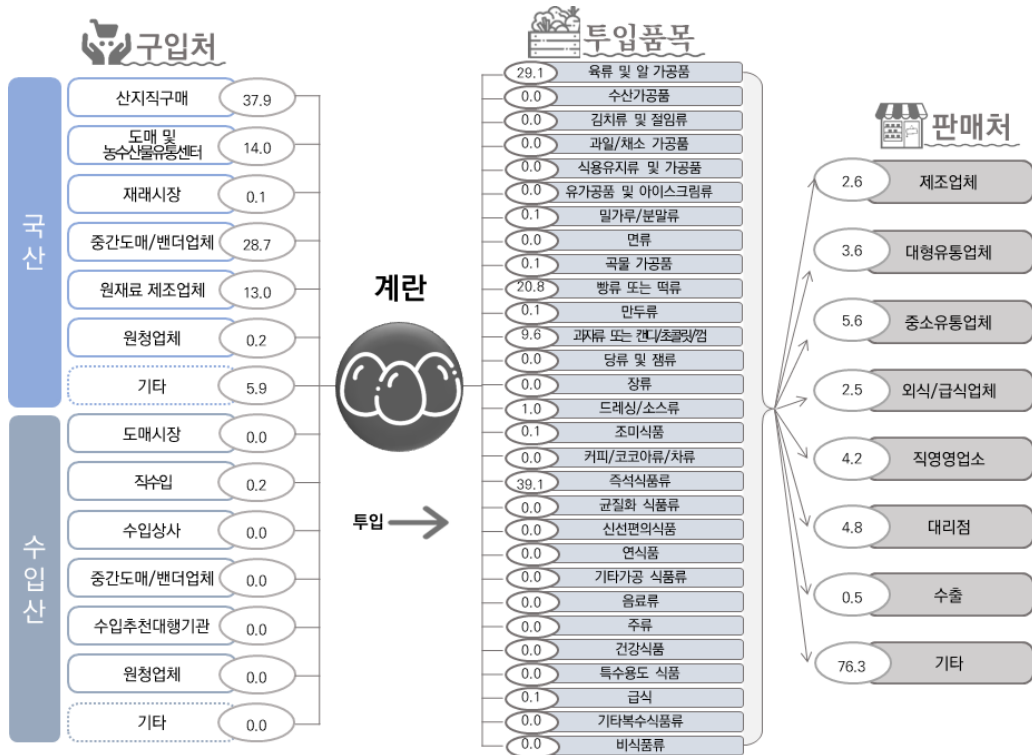 구입처
국산
산지직구매 37.9
도매 및
농수산물유통센터 14.0
재래시장 0.1
중간도매/밴더업체 28.7
원재료 제조업체 13.0
원청업체 0.2
기타 5.9
수입산
도매시장 0.0
직수입 0.2
수입상사 0.0
중간도매/밴더업체 0.0
수입추천대행기관 0.0
원청업체 0.0
기타 0.0
계란
투입
투입품목
29.1 육류 및 알 가공품
0.0 수산가공품
0.0 김치류 및 절임류
0.0 과일/채소 가공품
0.0 식용유지류 및 가공품
0.0 유가공품 및 아이스크림류
0.1 밀가루/분말류
0.0 면류
0.1 곡물 가공품
20.8 빵류 또는 떡류
0.1 만두류
9.6 과자류 또는 캔디/초콜릿/껌
0.0 당류 및 잼류
0.0 장류
1.0 드레싱/소스류
0.1 조미식품
0.0 커피/코코아류/차류
39.1 즉석식품류
0.0 균질화 식품류
0.0 신선편의식품
0.0 연식품
0.0 기타가공 식품류
0.0 음료류
0.0 주류
0.0 건강식품
0.0 특수용도 식품
0.1 급식
0.0 기타복수식품류
0.0 비식품류
판매처
2.6 제조업체
3.6 대형유통업체
5.6 중소유통업체
2.5 외식/급식업체
4.2 직영영업소
4.8 대리점
0.5 수출
76.3 기타